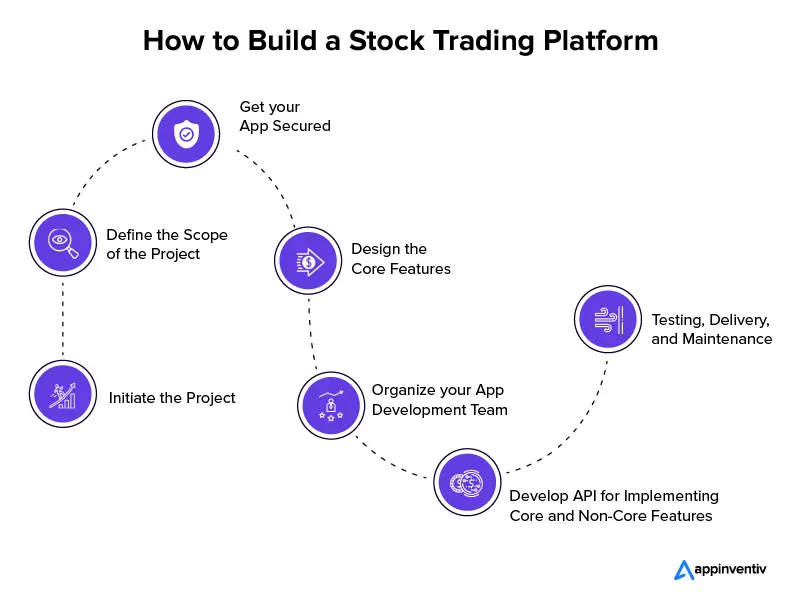 How to Build a Stock Trading Platform
Get your
App Secured
Define the Scope
of the Project
Design the
Core Features
Initiate the Project
Organize your App
Development Team
Testing, Delivery,
and Maintenance
Develop API for Implementing
Core and Non-Core Features
appinventiv